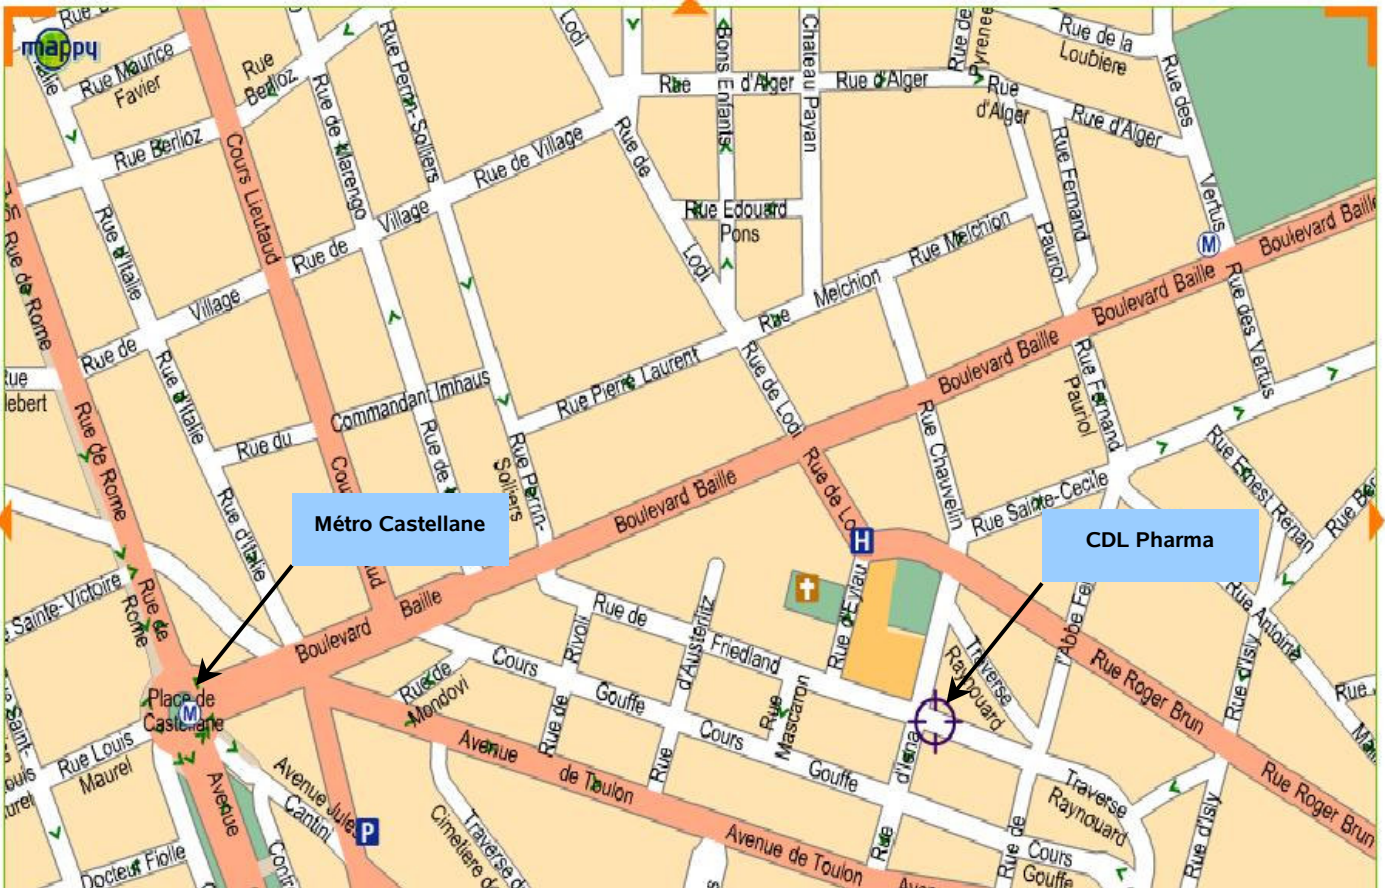 mappy
Rue Maurice
Favier
Rue
Berlioz
Rue Berlioz
Cours Lieutaud
Rue de Marengo
Rue Perrin-Solliers
Rue de Village
Lodi
Rue de
Lodi
Bons Enfants
Chateau Payan
Rue d'Alger
Rue d'Alger
Rue
d'Alger
Rue d'Alger
Rue de la
Loubière
Rue des
Vertus
Rue Fernand
Pauriol
Rue Edouard
Pons
Rue Melchion
Rue Melchion
M
Boulevard Baille
Boulevard Baille
Boulevard Baille
Rue des Vertus
Rue de Rome
Rue d'Italie
Rue de
Village
Rue de
Village
Rue d'Italie
Rue de Rome
Commandant Imhaus
Rue du
Rue Pierre Laurent
Rue de Lodi
Rue Fernand
Pauriol
Rue Chauvelin
Rue Sainte-Cecile
Rue Ernest Renan
Rue de
Rue Perrin-
Solliers
Boulevard Baille
Métro Castellane
CDL Pharma
H
Rue d'Italie
Rue de
Rome
Boulevard
Baille
Rue de
Rivoli
Rue de
Friedland
d'Austerlitz
Rue
Rue d'Eylau
Rue
Mascaron
Traverse
Raynouard
Rue Antoine
Rue d'Isly
Rue Roger Brun
Rue Roger Brun
Place de
Castellane
M
Rue Louis
Maurel
Rue de
Mondovi
Cours
Gouffe
Cours
Gouffe
Avenue
de Toulon
Avenue de Toulon
Traverse
Raynouard
Rue d'Isly
Cours
Gouffe
Rue de
Rue
Avenue
Avenue Jules
Cantini
P
Docteur Fiolle